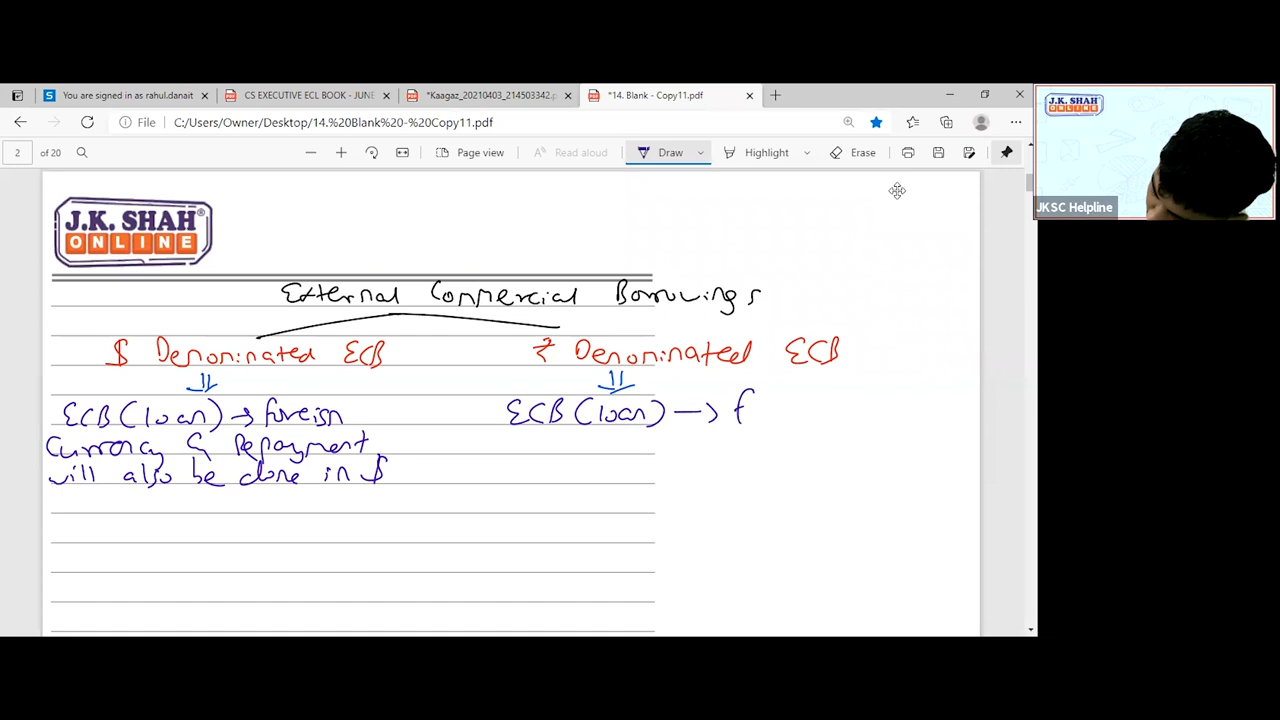 You are signed in as rahul.danait
CS EXECUTIVE ECL BOOK - JUNE
*Kaagaz_20210403_214503342.p
*14. Blank - Copy11.pdf
File C:/Users/Owner/Desktop/14.%20Blank%20-%20Copy11.pdf
2 of 20 Page view Read aloud Draw Highlight Erase
J.K. SHAH
JKSC Helpline
J.K. SHAH®
ONLINE
External Commercial Borrowings
$ Denominated ECB ₹ Denominated ECB
ECB (loan) → foreign ECB (loan) → f
Currency & Repayment
will also be done in $